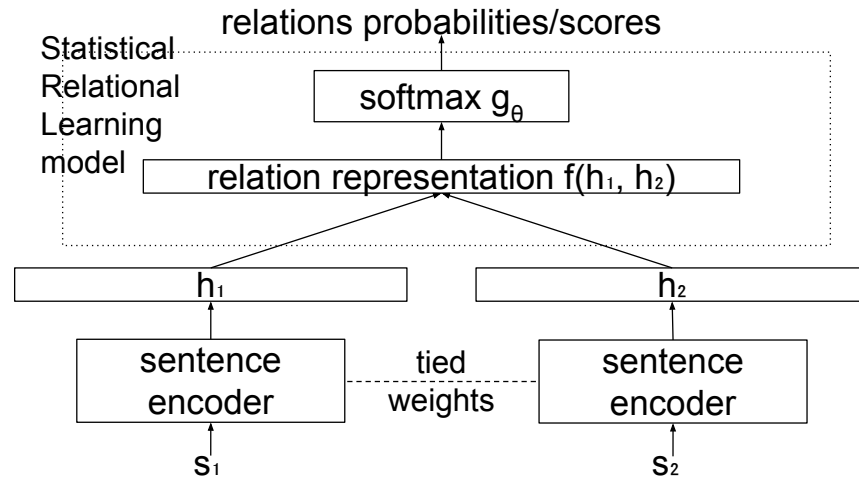 relations probabilities/scores
Statistical
Relational
Learning
model
softmax gθ
relation representation f(h₁, h₂)
h₁
h₂
sentence
encoder
tied
weights
sentence
encoder
s₁
s₂